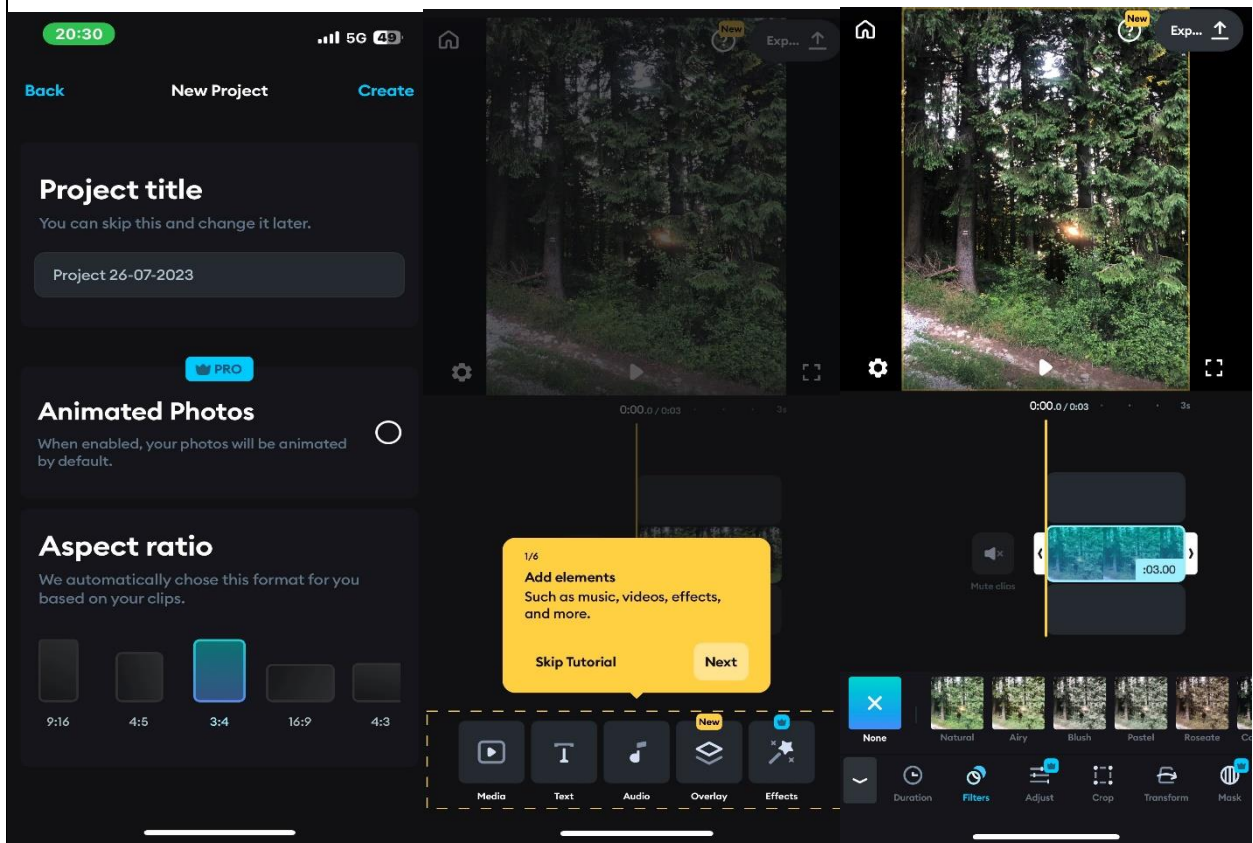 20:30
5G 49
Back
New Project
Create
Project title
You can skip this and change it later.
Project 26-07-2023
PRO
Animated Photos
When enabled, your photos will be animated
by default.
Aspect ratio
We automatically chose this format for you
based on your clips.
9:16
4:5
3:4
16:9
4:3
New
Exp...
0:00.0 / 0:03
3s
1/6
Add elements
Such as music, videos, effects,
and more.
Skip Tutorial
Next
New
Media
Text
Audio
Overlay
Effects
New
Exp...
0:00.0 / 0:03
3s
:03.00
Mute clips
None
Natural
Airy
Blush
Pastel
Roseate
Co
Duration
Filters
Adjust
Crop
Transform
Mask